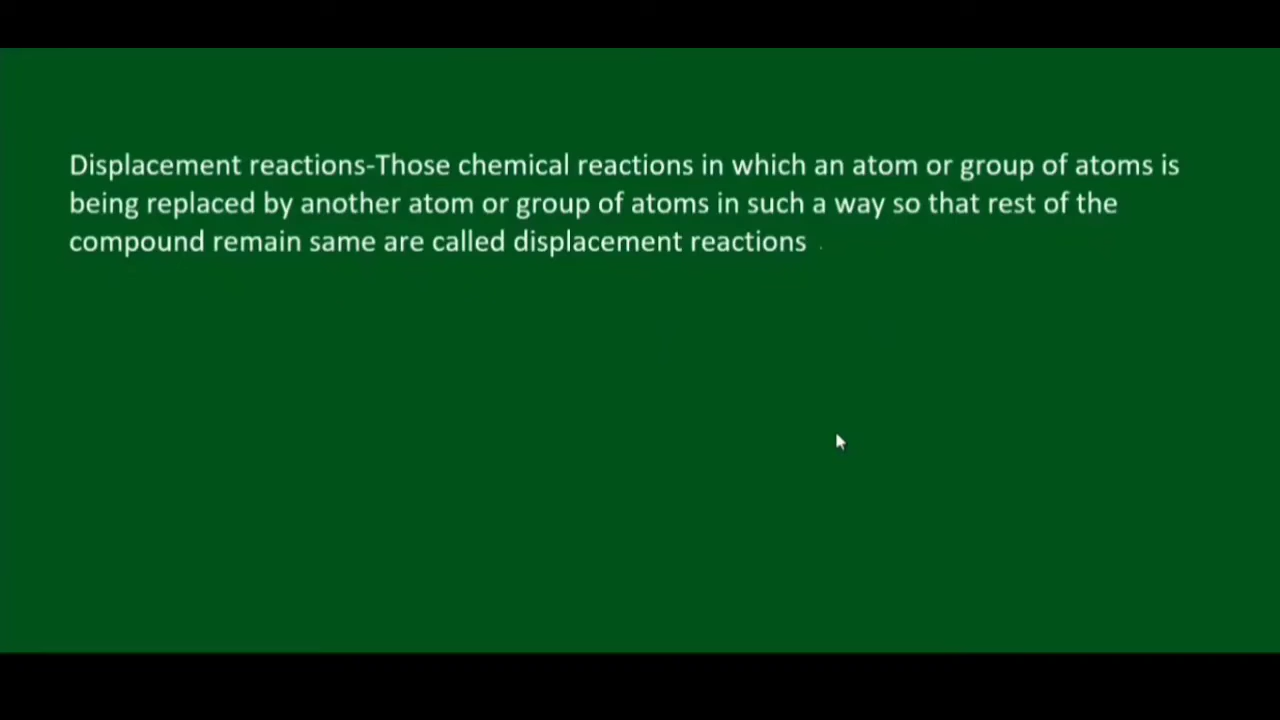 Displacement reactions-Those chemical reactions in which an atom or group of atoms is
being replaced by another atom or group of atoms in such a way so that rest of the
compound remain same are called displacement reactions